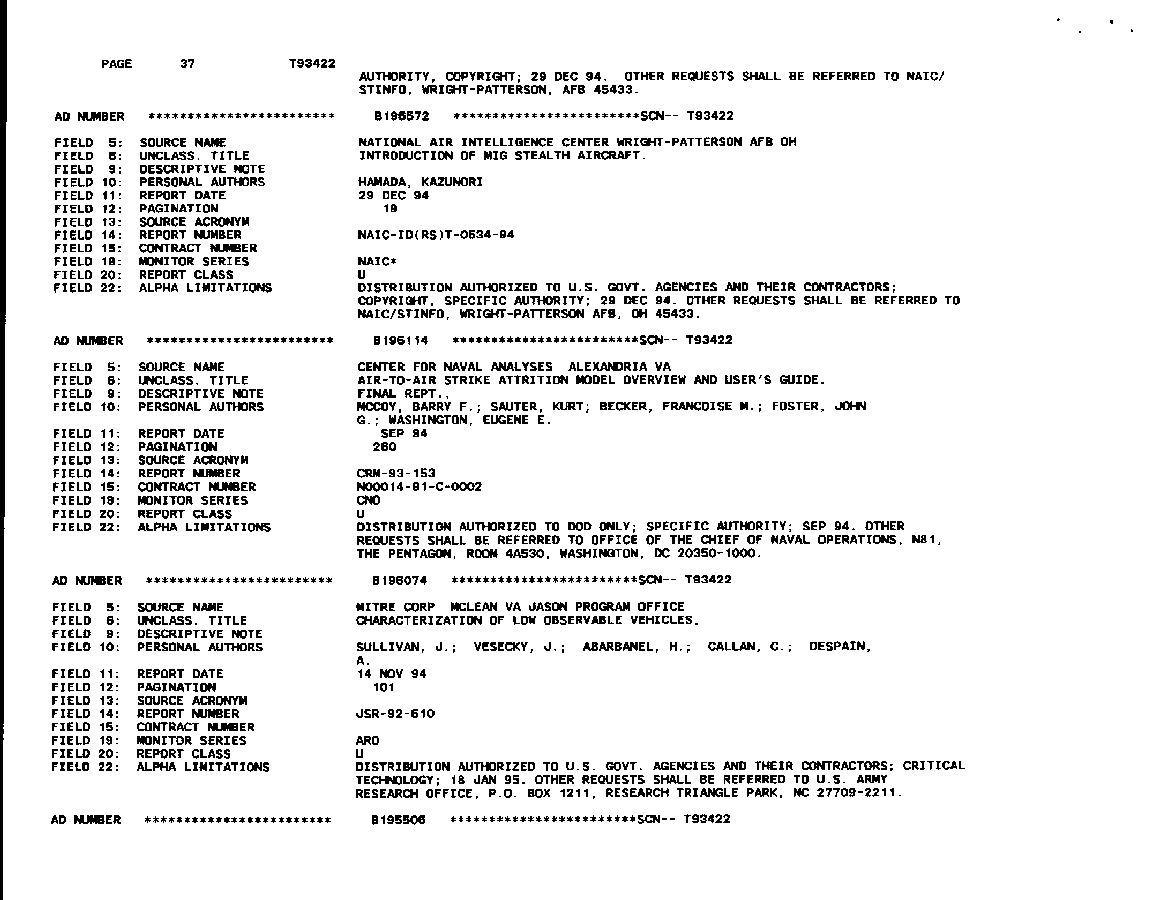 PAGE 37 T93422
AUTHORITY, COPYRIGHT; 29 DEC 94. OTHER REQUESTS SHALL BE REFERRED TO NAIC/
STINFO, WRIGHT-PATTERSON, AFB 45433.
AD NUMBER ************************ B196572 ************************SCN-- T93422
FIELD 5: SOURCE NAME NATIONAL AIR INTELLIGENCE CENTER WRIGHT-PATTERSON AFB OH
FIELD 6: UNCLASS. TITLE INTRODUCTION OF MIG STEALTH AIRCRAFT.
FIELD 9: DESCRIPTIVE NOTE
FIELD 10: PERSONAL AUTHORS HAMADA, KAZUNORI
FIELD 11: REPORT DATE 29 DEC 94
FIELD 12: PAGINATION 19
FIELD 13: SOURCE ACRONYM
FIELD 14: REPORT NUMBER NAIC-ID(RS)T-0534-94
FIELD 15: CONTRACT NUMBER
FIELD 19: MONITOR SERIES NAIC*
FIELD 20: REPORT CLASS U
FIELD 22: ALPHA LIMITATIONS DISTRIBUTION AUTHORIZED TO U.S. GOVT. AGENCIES AND THEIR CONTRACTORS;
COPYRIGHT, SPECIFIC AUTHORITY; 29 DEC 94. OTHER REQUESTS SHALL BE REFERRED TO
NAIC/STINFO, WRIGHT-PATTERSON AFB, OH 45433.
AD NUMBER ************************ B196114 ************************SCN-- T93422
FIELD 5: SOURCE NAME CENTER FOR NAVAL ANALYSES ALEXANDRIA VA
FIELD 6: UNCLASS. TITLE AIR-TO-AIR STRIKE ATTRITION MODEL OVERVIEW AND USER'S GUIDE.
FIELD 9: DESCRIPTIVE NOTE FINAL REPT.,
FIELD 10: PERSONAL AUTHORS MCCOY, BARRY F.; SAUTER, KURT; BECKER, FRANCOISE M.; FOSTER, JOHN
G.; WASHINGTON, EUGENE E.
FIELD 11: REPORT DATE SEP 94
FIELD 12: PAGINATION 260
FIELD 13: SOURCE ACRONYM
FIELD 14: REPORT NUMBER CRM-93-153
FIELD 15: CONTRACT NUMBER N00014-91-C-0002
FIELD 19: MONITOR SERIES CNO
FIELD 20: REPORT CLASS U
FIELD 22: ALPHA LIMITATIONS DISTRIBUTION AUTHORIZED TO DOD ONLY; SPECIFIC AUTHORITY; SEP 94. OTHER
REQUESTS SHALL BE REFERRED TO OFFICE OF THE CHIEF OF NAVAL OPERATIONS, N81,
THE PENTAGON, ROOM 4A530, WASHINGTON, DC 20350-1000.
AD NUMBER ************************ B196074 ************************SCN-- T93422
FIELD 5: SOURCE NAME MITRE CORP MCLEAN VA JASON PROGRAM OFFICE
FIELD 6: UNCLASS. TITLE CHARACTERIZATION OF LOW OBSERVABLE VEHICLES.
FIELD 9: DESCRIPTIVE NOTE
FIELD 10: PERSONAL AUTHORS SULLIVAN, J.; VESECKY, J.; ABARBANEL, H.; CALLAN, C.; DESPAIN,
A.
FIELD 11: REPORT DATE 14 NOV 94
FIELD 12: PAGINATION 101
FIELD 13: SOURCE ACRONYM
FIELD 14: REPORT NUMBER JSR-92-610
FIELD 15: CONTRACT NUMBER
FIELD 19: MONITOR SERIES ARO
FIELD 20: REPORT CLASS U
FIELD 22: ALPHA LIMITATIONS DISTRIBUTION AUTHORIZED TO U.S. GOVT. AGENCIES AND THEIR CONTRACTORS; CRITICAL
TECHNOLOGY; 18 JAN 95. OTHER REQUESTS SHALL BE REFERRED TO U.S. ARMY
RESEARCH OFFICE, P.O. BOX 1211, RESEARCH TRIANGLE PARK, NC 27709-2211.
AD NUMBER ************************ B195506 ************************SCN-- T93422